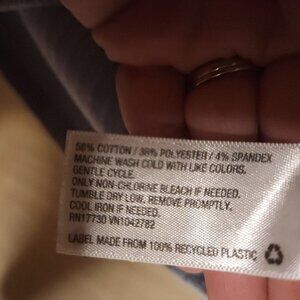 58% COTTON / 38% POLYESTER / 4% SPANDEX
MACHINE WASH COLD WITH LIKE COLORS.
GENTLE CYCLE.
ONLY NON-CHLORINE BLEACH IF NEEDED.
TUMBLE DRY LOW, REMOVE PROMPTLY.
COOL IRON IF NEEDED.
RN17730 VN1042782
LABEL MADE FROM 100% RECYCLED PLASTIC